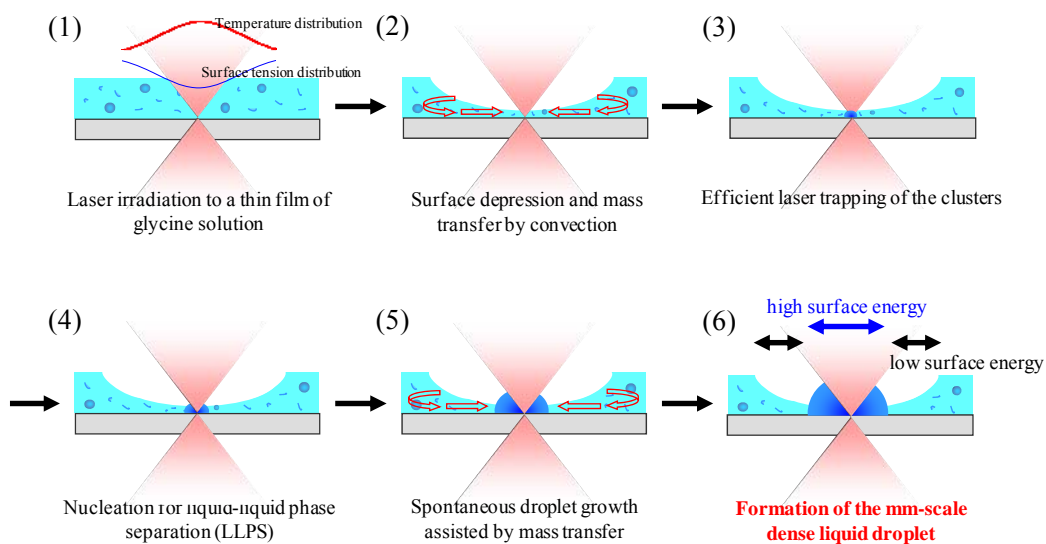 (1)
Temperature distribution
Surface tension distribution
Laser irradiation to a thin film of
glycine solution
(2)
Surface depression and mass
transfer by convection
(3)
Efficient laser trapping of the clusters
(4)
Nucleation for liquid-liquid phase
separation (LLPS)
(5)
Spontaneous droplet growth
assisted by mass transfer
(6)
high surface energy
low surface energy
Formation of the mm-scale
dense liquid droplet